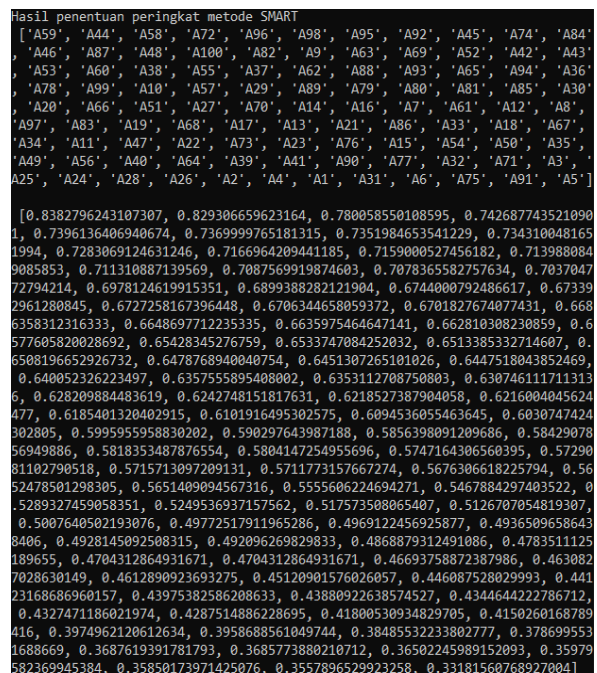 Hasil penentuan peringkat metode SMART
 ['A59', 'A44', 'A58', 'A72', 'A96', 'A98', 'A95', 'A92', 'A45', 'A74', 'A84'
, 'A46', 'A87', 'A48', 'A100', 'A82', 'A9', 'A63', 'A69', 'A52', 'A42', 'A43'
, 'A53', 'A60', 'A38', 'A55', 'A37', 'A62', 'A88', 'A93', 'A65', 'A94', 'A36'
, 'A78', 'A99', 'A10', 'A57', 'A29', 'A89', 'A79', 'A80', 'A81', 'A85', 'A30'
, 'A20', 'A66', 'A51', 'A27', 'A70', 'A14', 'A16', 'A7', 'A61', 'A12', 'A8',
'A97', 'A83', 'A19', 'A68', 'A17', 'A13', 'A21', 'A86', 'A33', 'A18', 'A67',
'A34', 'A11', 'A47', 'A22', 'A73', 'A23', 'A76', 'A15', 'A54', 'A50', 'A35',
'A49', 'A56', 'A40', 'A64', 'A39', 'A41', 'A90', 'A77', 'A32', 'A71', 'A3', '
A25', 'A24', 'A28', 'A26', 'A2', 'A4', 'A1', 'A31', 'A6', 'A75', 'A91', 'A5']
 [0.8382796243107307, 0.829306659623164, 0.780058550108595, 0.742687743521090
1, 0.7396136406940674, 0.7369997656181315, 0.7351984653541229, 0.734310048165
1994, 0.7283069124631246, 0.7166964209441185, 0.7159000527456182, 0.713988084
9085853, 0.711310887139569, 0.7087569919874603, 0.7078365582757634, 0.7037047
72794214, 0.6978124619915351, 0.6899388282121904, 0.6744000792486617, 0.67339
2961280845, 0.6727258167396448, 0.6706344658059372, 0.6701827674077431, 0.668
6358312316333, 0.6648697712235335, 0.6635975464647141, 0.662810308230859, 0.6
577605820028692, 0.65428345276759, 0.6533747084252032, 0.6513385332714607, 0.
6508196652926732, 0.6478768940040754, 0.6451307265101026, 0.6447518043852469,
 0.640052326223497, 0.6357555895408002, 0.6353112708750803, 0.630746111711313
6, 0.628209884483619, 0.6242748151817631, 0.6218527387904058, 0.6216004045624
477, 0.6185401320402915, 0.6101916495302575, 0.6094536055463645, 0.6030747424
302805, 0.5995955958830202, 0.590297643987188, 0.5856398091209686, 0.58429078
56949886, 0.5818353487876554, 0.5804147254955696, 0.5747164306560395, 0.57290
81102790518, 0.5715713097209131, 0.5711773157667274, 0.5676306618225794, 0.56
52478501298305, 0.5651409094567316, 0.5555606224694271, 0.5467884297403522, 0
.5289327459058351, 0.5249536937157562, 0.517573508065407, 0.5126707054819307,
 0.5007640502193076, 0.49772517911965286, 0.4969122456925877, 0.4936509658643
8406, 0.4928145092508315, 0.492096269829833, 0.4868879312491086, 0.4783511125
189655, 0.4704312864931671, 0.4704312864931671, 0.46693758872387986, 0.463082
7028630149, 0.4612890923693275, 0.45120901576026057, 0.446087528029993, 0.441
23168686960157, 0.43975382586208633, 0.43880922638574527, 0.4344644222786712,
 0.4327471186021974, 0.4287514886228695, 0.41800530934829705, 0.4150260168789
416, 0.3974962120612634, 0.3958688561049744, 0.38485532233802777, 0.378699553
1688669, 0.3687619391781793, 0.3685773880210712, 0.36502245989152093, 0.35979
582369945384, 0.35850173971425076, 0.3557896529923258, 0.33181560768927004]